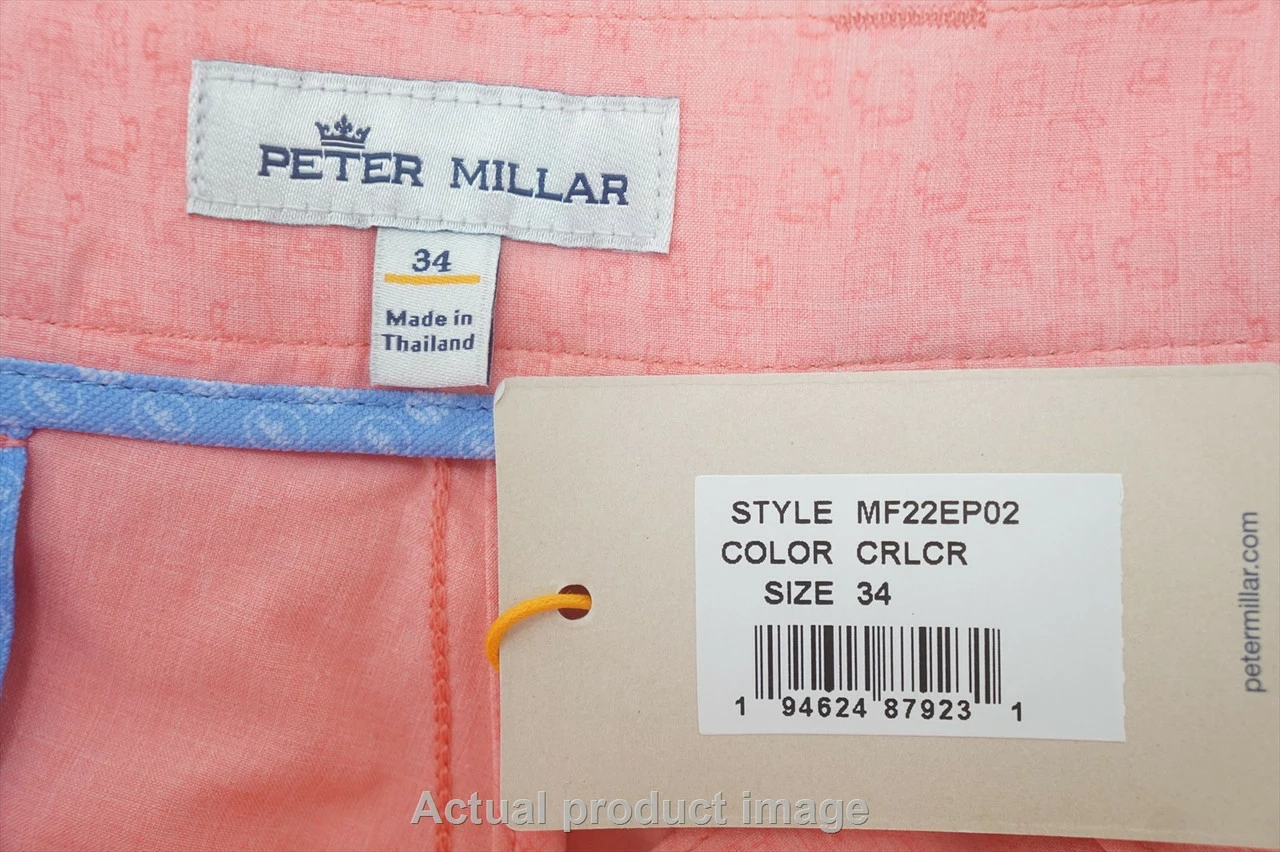 PETER MILLAR
34
Made in
Thailand
STYLE MF22EP02
COLOR CRLCR
SIZE 34
1 94624 87923 1
petermillar.com
Actual product image